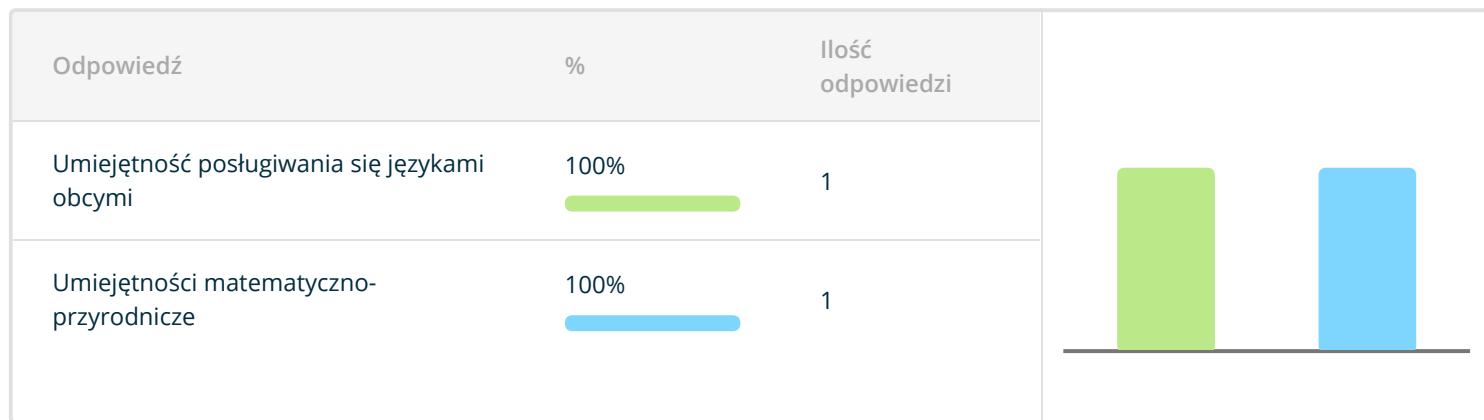 Odpowiedź
%
Ilość
odpowiedzi
Umiejętność posługiwania się językami
obcymi
100%
1
Umiejętności matematyczno-
przyrodnicze
100%
1